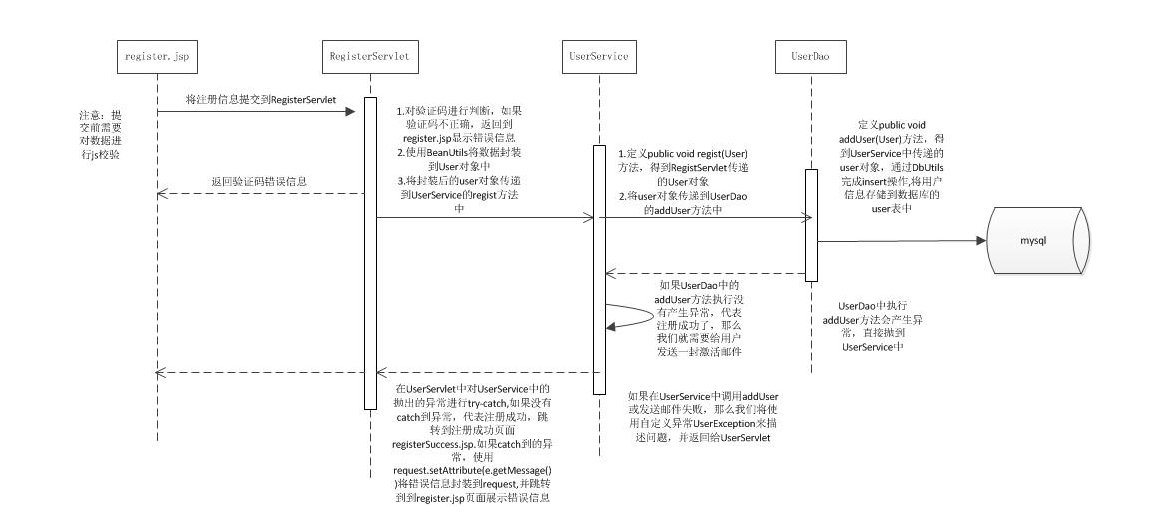 register.jsp
RegisterServlet
UserService
UserDao
将注册信息提交到RegisterServlet
注意：提
交前需要
对数据进
行js校验
返回验证码错误信息
1.对验证码进行判断，如果
验证码不正确，返回到
register.jsp显示错误信息
2.使用BeanUtils将数据封装
到User对象中
3.将封装后的user对象传递
到UserService的regist方法
中
1.定义public void regist(User)
方法，得到RegistServlet传递
的User对象
2.将user对象传递到UserDao
的addUser方法中
定义public void
addUser(User)方法，得
到UserService中传递的
user对象，通过DbUtils
完成insert操作,将用户
信息存储到数据库的
user表中
mysql
如果UserDao中的
addUser方法执行没
有产生异常，代表
注册成功了，那么
我们就需要给用户
发送一封激活邮件
UserDao中执行
addUser方法会产生异
常，直接抛到
UserService中
在UserServlet中对UserService中的
抛出的异常进行try-catch,如果没有
catch到异常，代表注册成功，跳
转到注册成功页面
registerSuccess.jsp.如果catch到的异
常，使用
request.setAttribute(e.getMessage()
)将错误信息封装到request,并跳转
到到register.jsp页面展示错误信息
如果在UserService中调用addUser
或发送邮件失败，那么我们将使
用自定义异常UserException来描
述问题，并返回给UserServlet